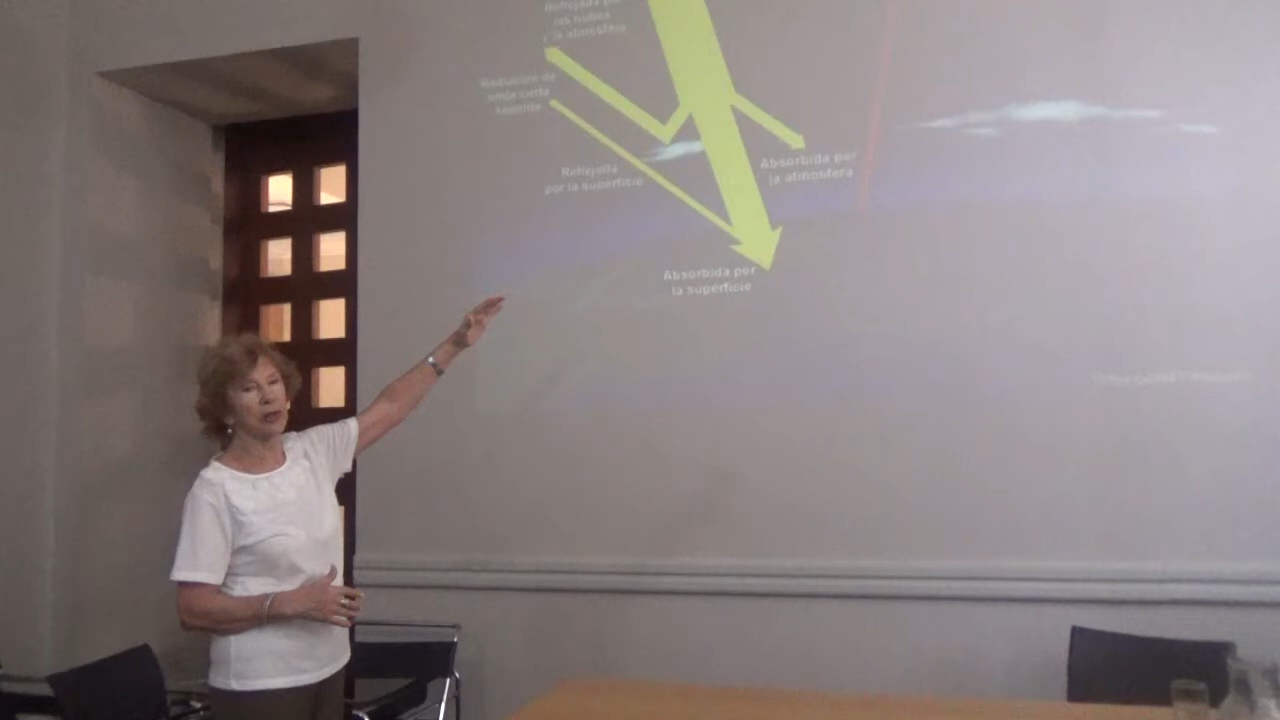 Reflejada por
las nubes
y la atmósfera
Radiación de
onda corta
saliente
Reflejada
por la superficie
Absorbida por
la atmósfera
Absorbida por
la superficie